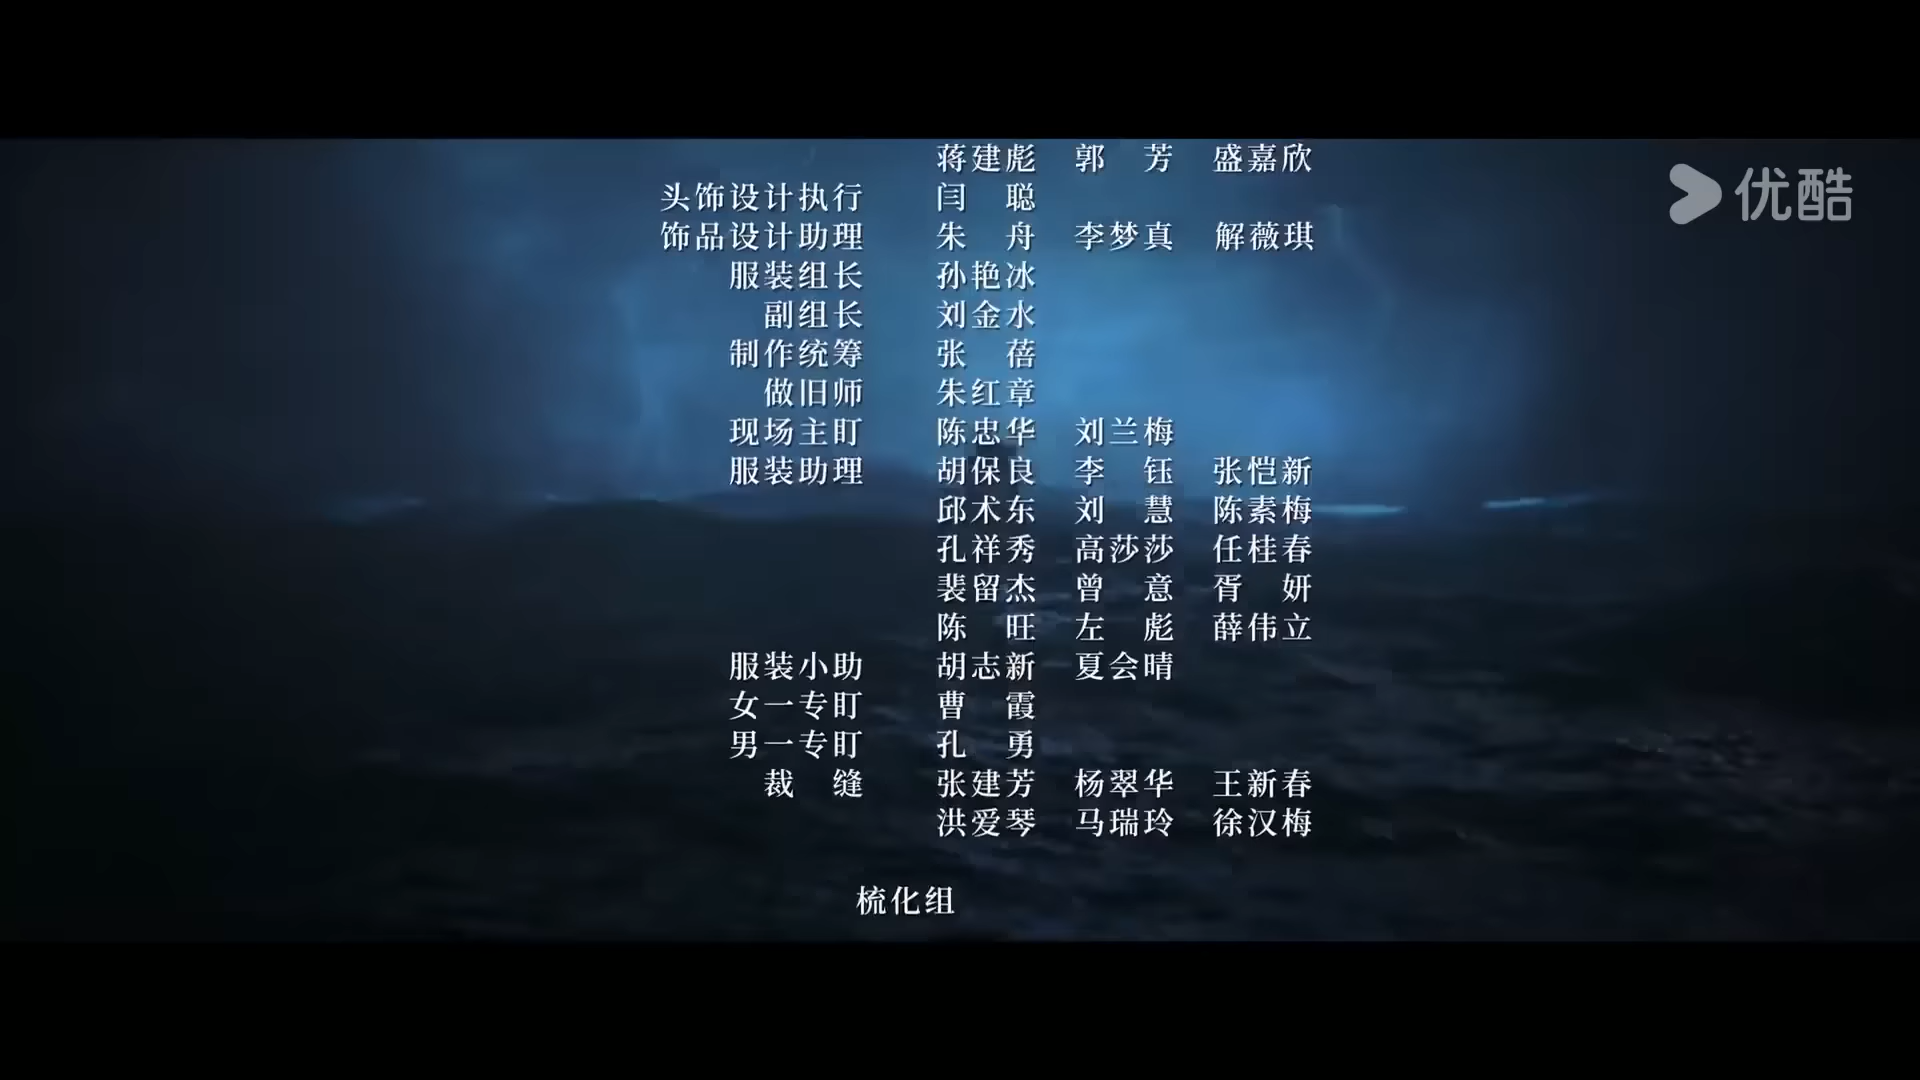 蒋建彪 郭 芳 盛嘉欣
优酷
头饰设计执行 闫 聪
饰品设计助理 朱 舟 李梦真 解薇琪
服装组长 孙艳冰
副组长 刘金水
制作统筹 张 蓓
做旧师 朱红章
现场主盯 陈忠华 刘兰梅
服装助理 胡保良 李 钰 张恺新
邱术东 刘 慧 陈素梅
孔祥秀 高莎莎 任桂春
裴留杰 曾 意 胥 妍
陈 旺 左 彪 薛伟立
服装小助 胡志新 夏会晴
女一专盯 曹 霞
男一专盯 孔 勇
裁 缝 张建芳 杨翠华 王新春
洪爱琴 马瑞玲 徐汉梅
梳化组